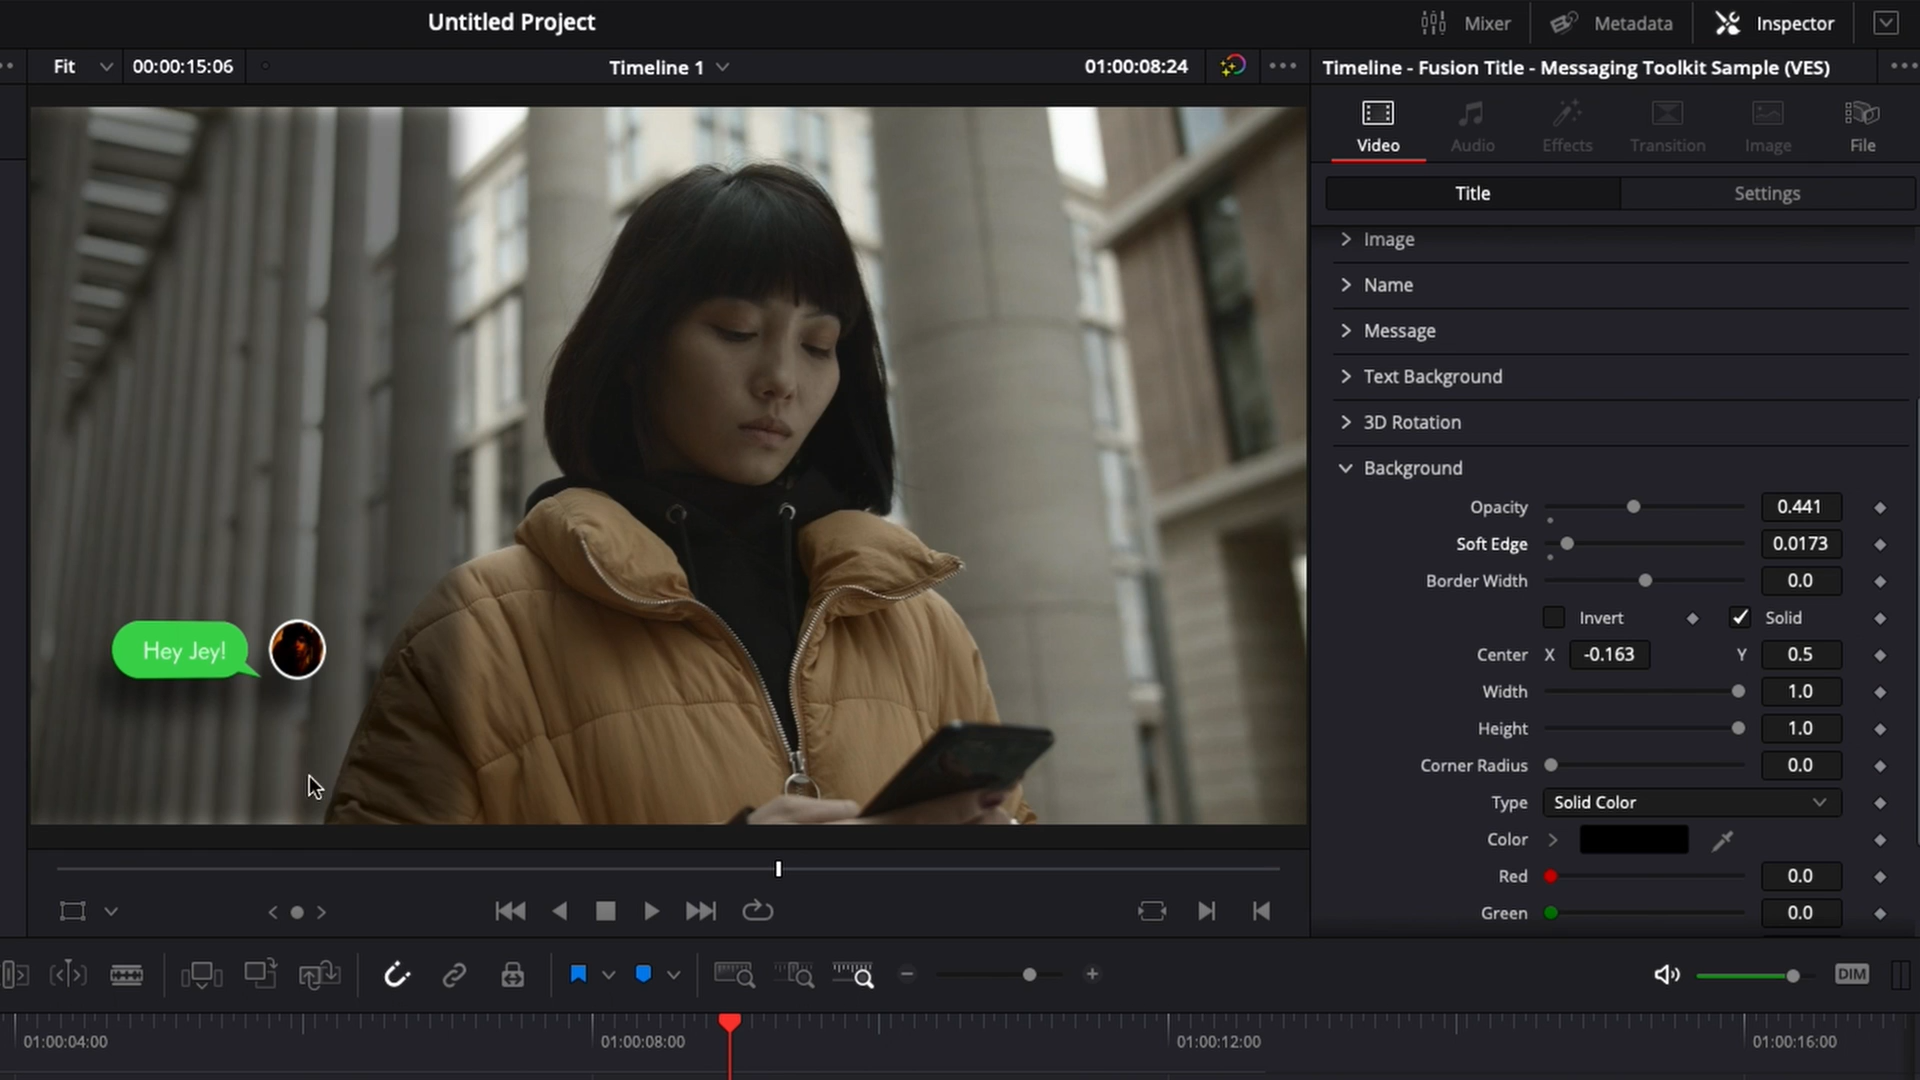 Untitled Project
Mixer
Metadata
Inspector
Fit
00:00:15:06
Timeline 1
01:00:08:24
Timeline - Fusion Title - Messaging Toolkit Sample (VES)
Video
Audio
Effects
Transition
Image
File
Title
Settings
Image
Name
Message
Text Background
3D Rotation
Background
Opacity 0.441
Soft Edge 0.0173
Border Width 0.0
Invert Solid
Center X -0.163 Y 0.5
Width 1.0
Height 1.0
Corner Radius 0.0
Type Solid Color
Color
Red 0.0
Green 0.0
Hey Jey!
DIM
01:00:04:00
01:00:08:00
01:00:12:00
01:00:16:00